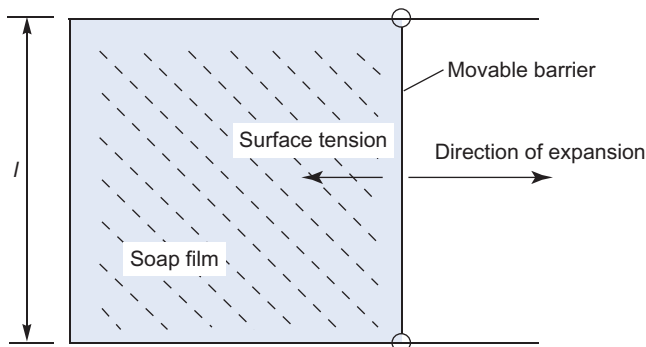 Movable barrier
Surface tension
Direction of expansion
l
Soap film